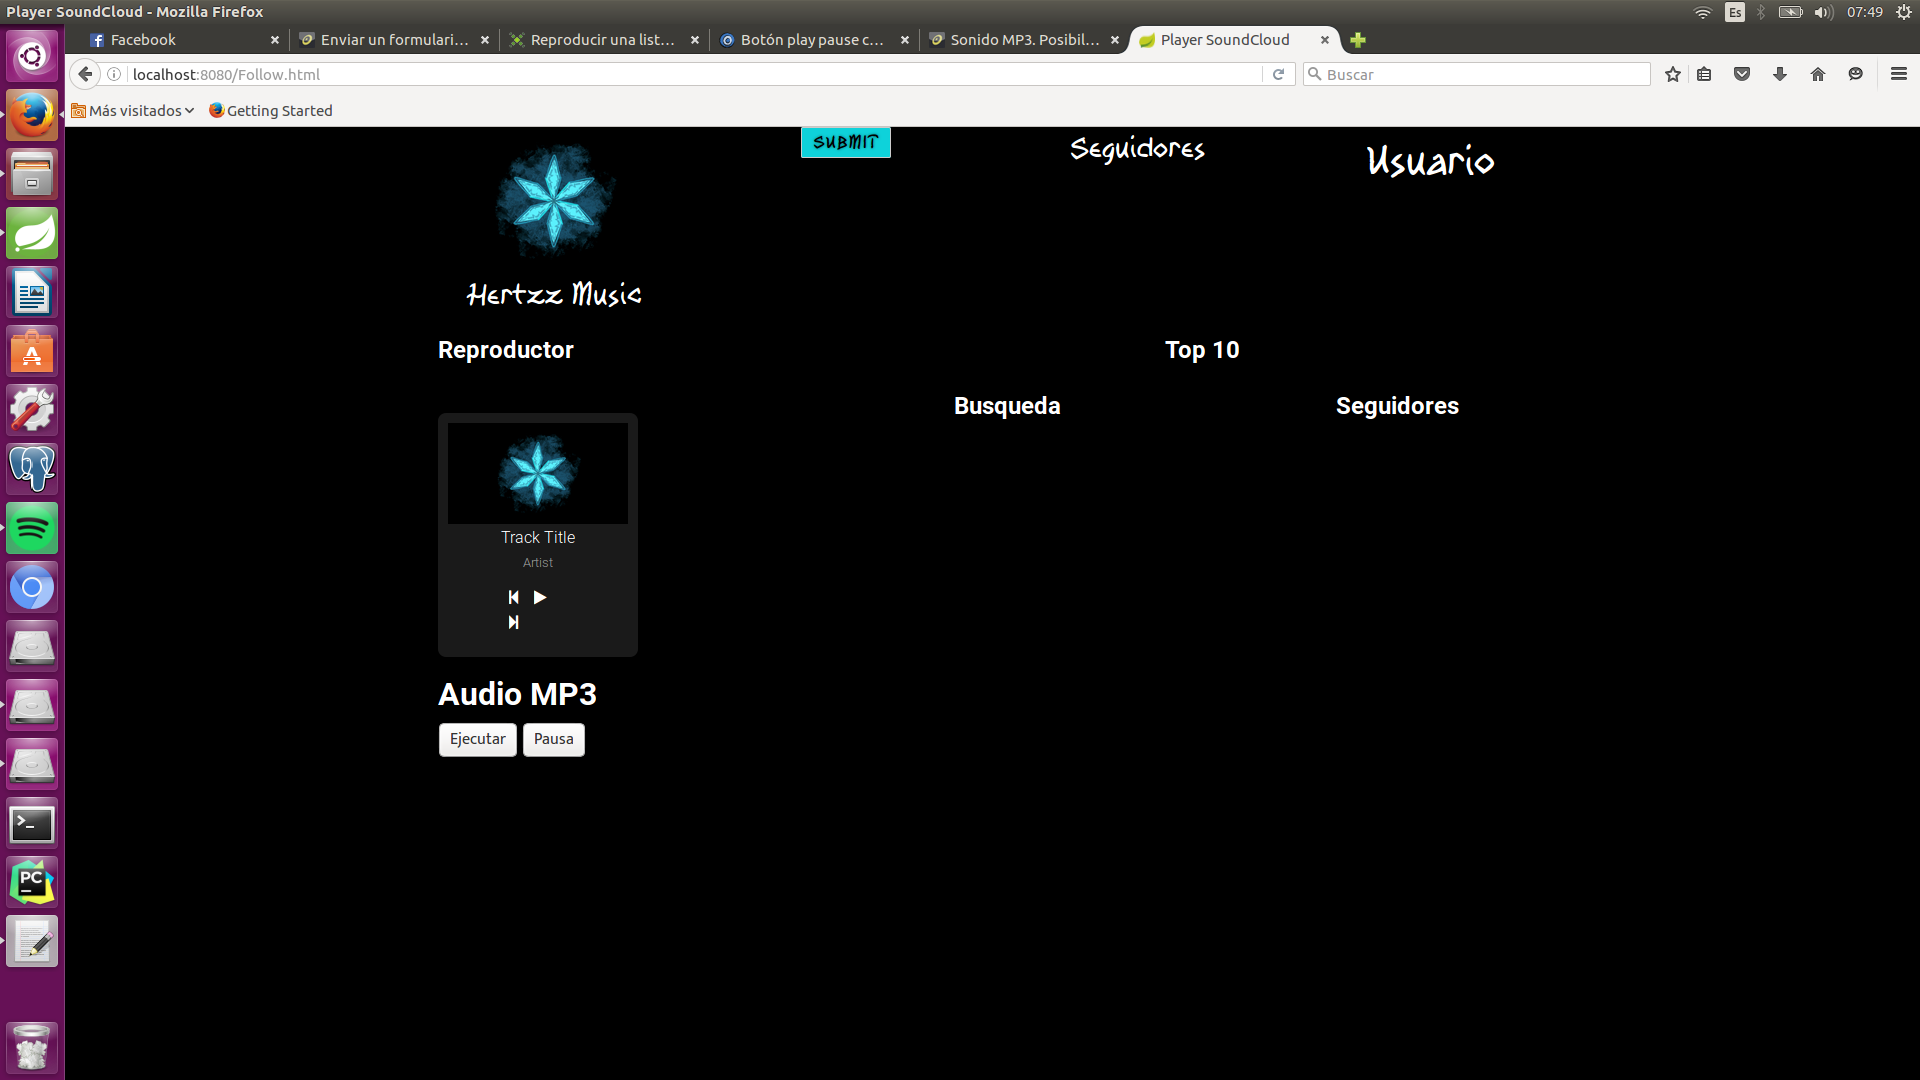 Player SoundCloud - Mozilla Firefox
Es
07:49
Facebook
Enviar un formulari...
Reproducir una list...
Botón play pause c...
Sonido MP3. Posibil...
Player SoundCloud
localhost:8080/Follow.html
Buscar
Más visitados
Getting Started
SUBMIT
Seguidores
Usuario
Hertzz Music
Reproductor
Top 10
Busqueda
Seguidores
Track Title
Artist
Audio MP3
Ejecutar
Pausa
PC